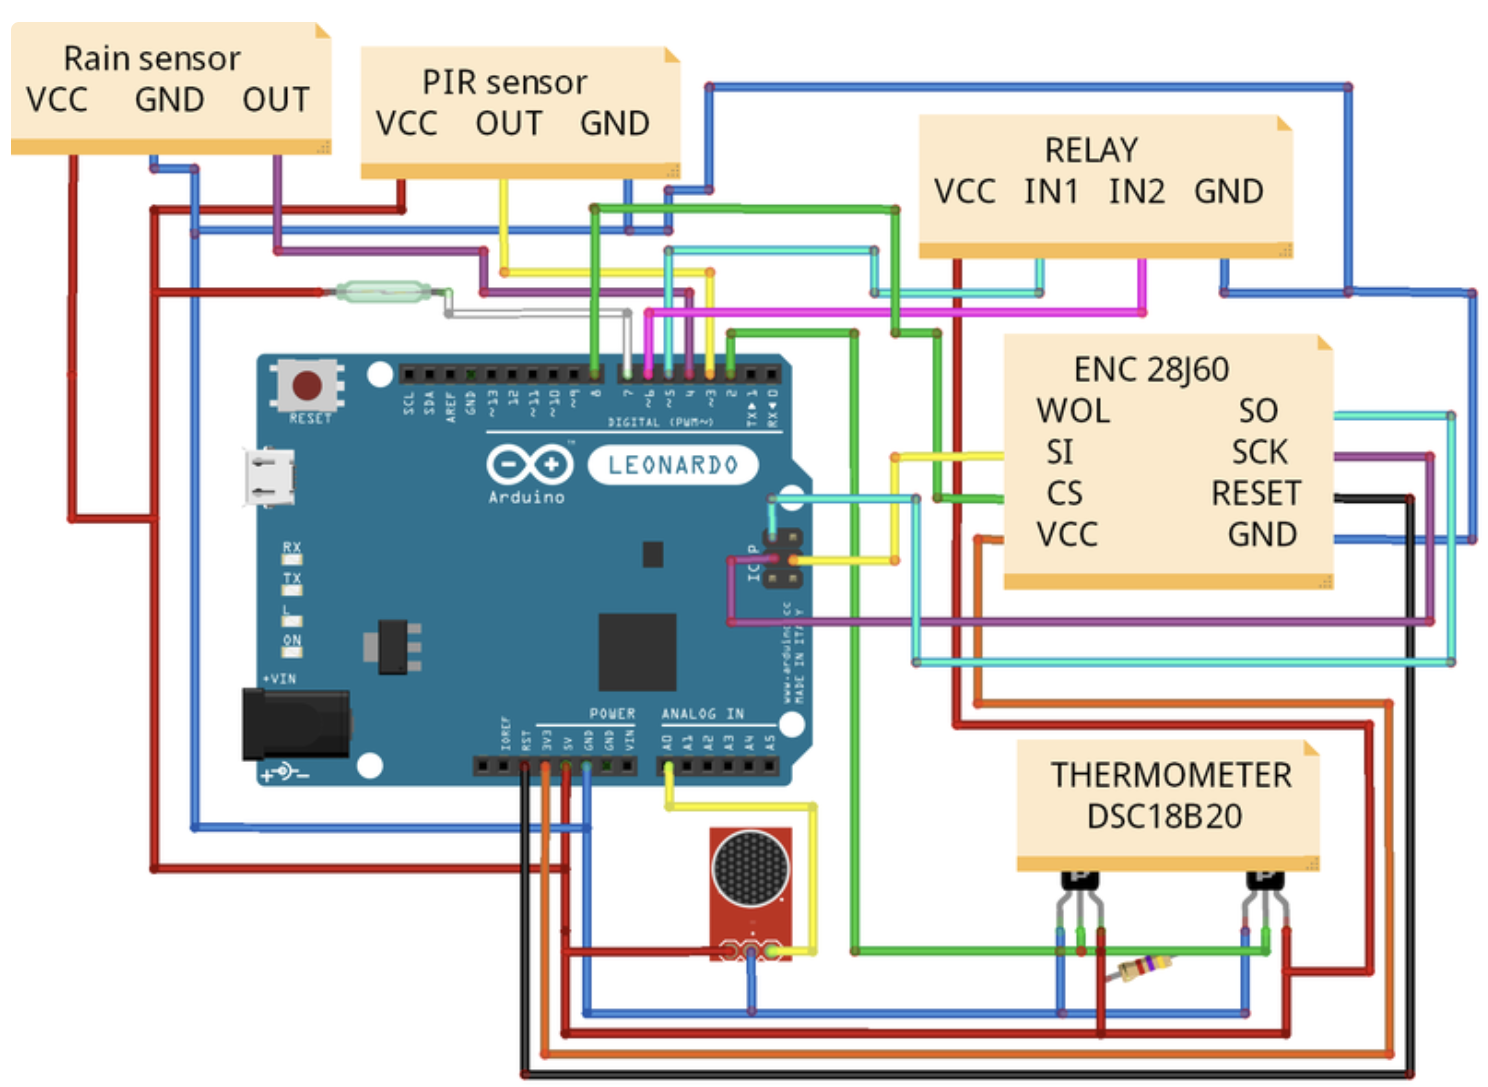 Rain sensor
VCC GND OUT
PIR sensor
VCC OUT GND
RELAY
VCC IN1 IN2 GND
ENC 28J60
WOL SO
SI SCK
CS RESET
VCC GND
RESET
SCL SDA AREF GND ~13 12 ~11 ~10 ~9 8 7 ~6 ~5 4 ~3 2 TX▶1 RX◀0
DIGITAL (PWM~)
LEONARDO
™
Arduino
RX
TX
L
ON
+VIN
www.arduino.cc
MADE IN ITALY
POWER ANALOG IN
IOREF RST 3V3 5V GND GND VIN A0 A1 A2 A3 A4 A5
THERMOMETER
DSC18B20